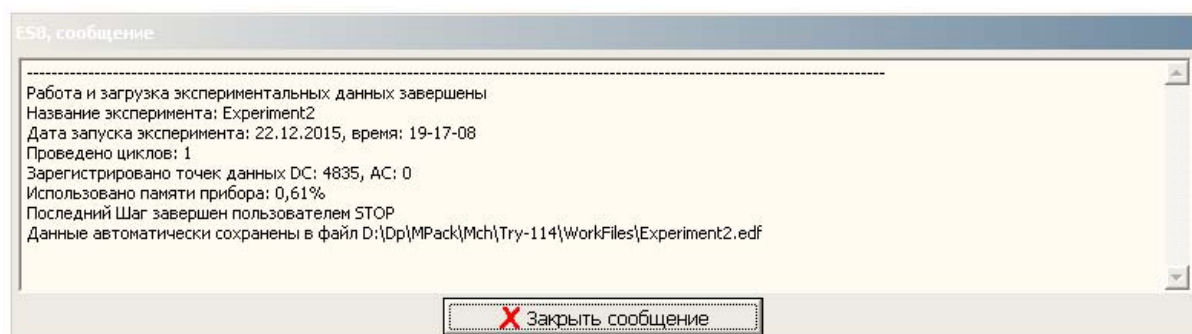 ES8, сообщение
Работа и загрузка экспериментальных данных завершены
Название эксперимента: Experiment2
Дата запуска эксперимента: 22.12.2015, время: 19-17-08
Проведено циклов: 1
Зарегистрировано точек данных DC: 4835, AC: 0
Использовано памяти прибора: 0,61%
Последний Шаг завершен пользователем STOP
Данные автоматически сохранены в файл D:\Dp\MPack\Mch\Try-114\WorkFiles\Experiment2.edf
Закрыть сообщение